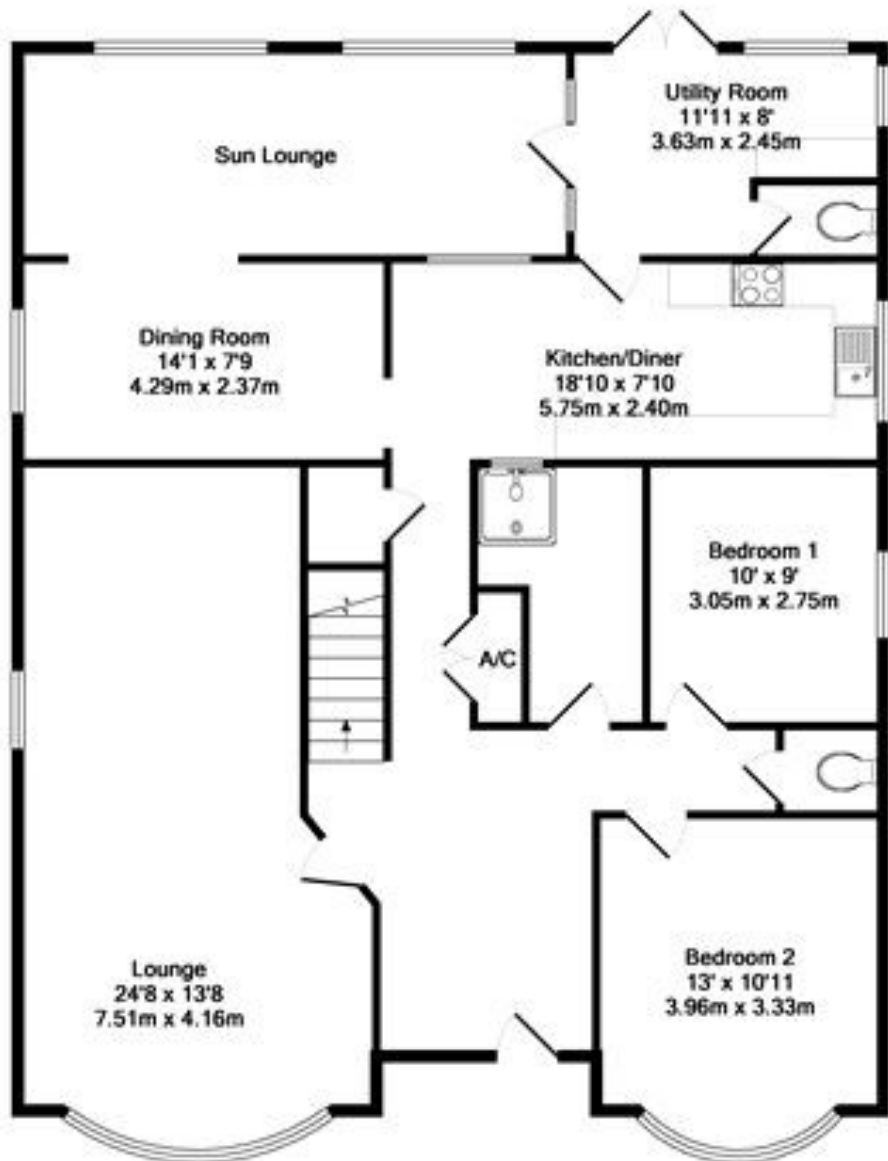 Utility Room
11'11 x 8'
3.63m x 2.45m
Sun Lounge
Dining Room
14'1 x 7'9
4.29m x 2.37m
Kitchen/Diner
18'10 x 7'10
5.75m x 2.40m
Bedroom 1
10' x 9'
3.05m x 2.75m
A/C
Lounge
24'8 x 13'8
7.51m x 4.16m
Bedroom 2
13' x 10'11
3.96m x 3.33m